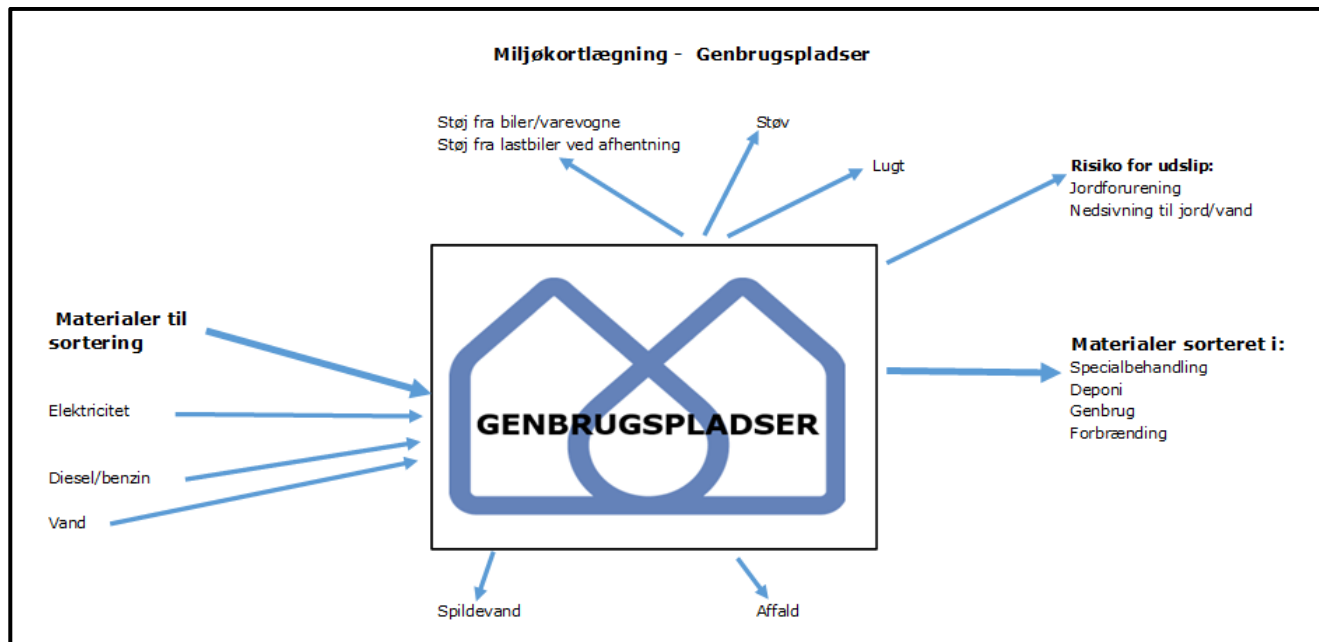 Miljøkortlægning - Genbrugspladser
Støj fra biler/varevogne
Støj fra lastbiler ved afhentning
Støv
Lugt
Risiko for udslip:
Jordforurening
Nedsivning til jord/vand
Materialer til
sortering
Elektricitet
Diesel/benzin
Vand
GENBRUGSPLADSER
Materialer sorteret i:
Specialbehandling
Deponi
Genbrug
Forbrænding
Spildevand
Affald